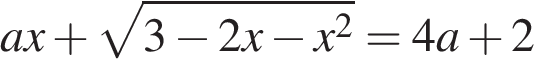 ax + √(3 − 2x − x²) = 4a + 2